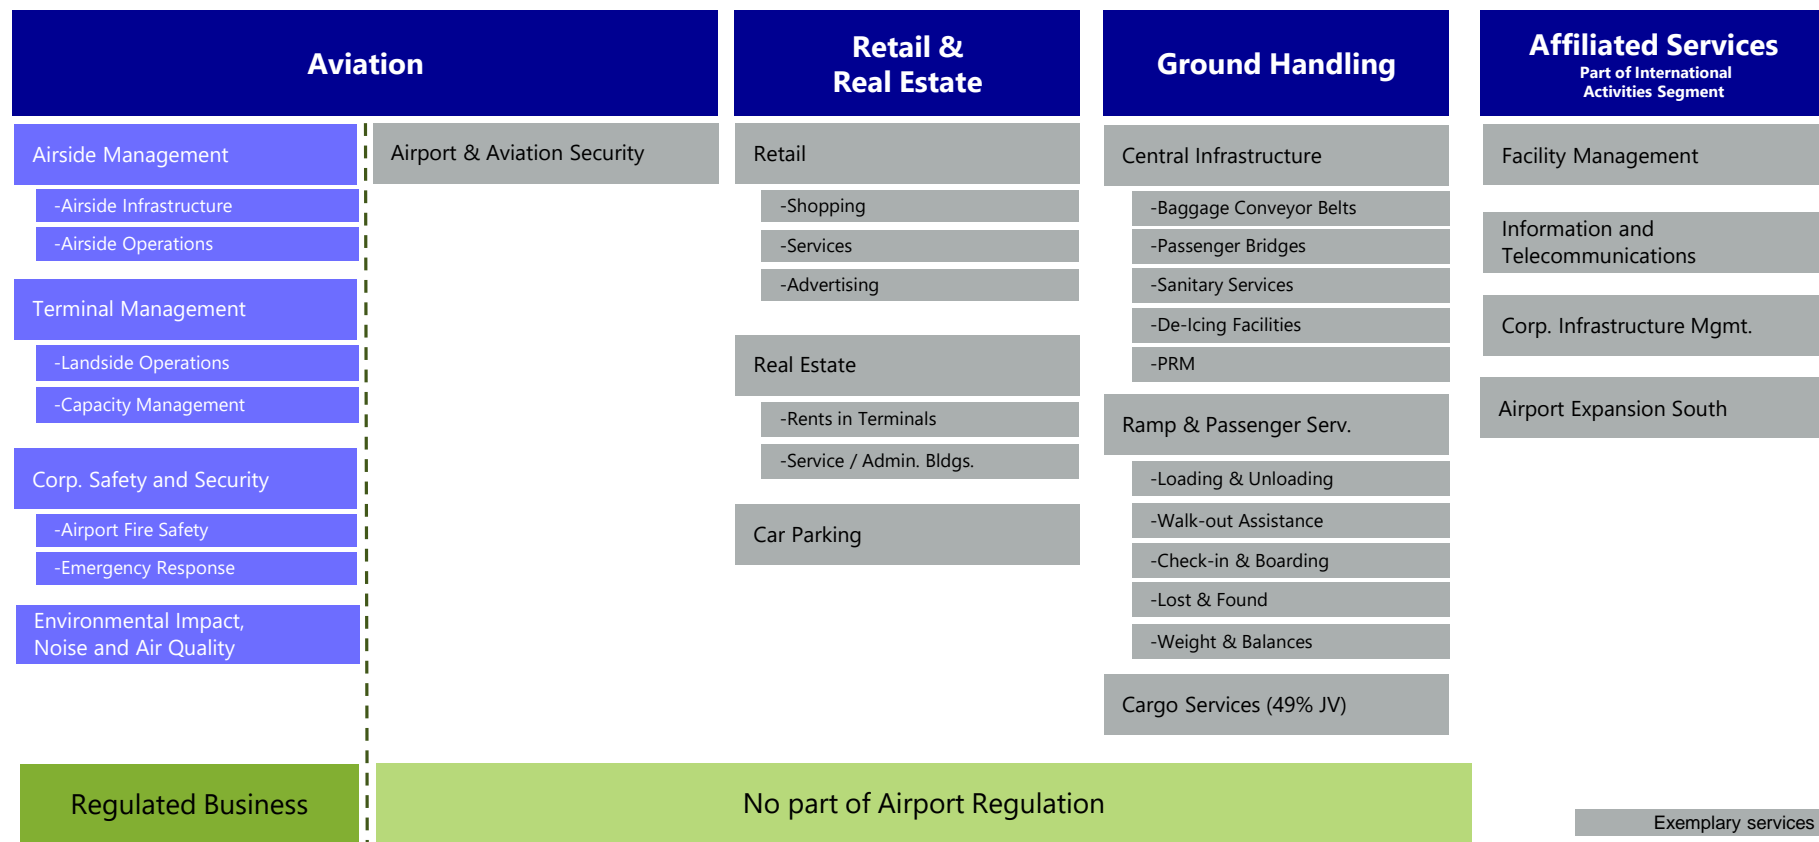 Aviation
Airside Management
-Airside Infrastructure
-Airside Operations
Terminal Management
-Landside Operations
-Capacity Management
Corp. Safety and Security
-Airport Fire Safety
-Emergency Response
Environmental Impact,
Noise and Air Quality
Airport & Aviation Security
Retail &
Real Estate
Retail
-Shopping
-Services
-Advertising
Real Estate
-Rents in Terminals
-Service / Admin. Bldgs.
Car Parking
Ground Handling
Central Infrastructure
-Baggage Conveyor Belts
-Passenger Bridges
-Sanitary Services
-De-Icing Facilities
-PRM
Ramp & Passenger Serv.
-Loading & Unloading
-Walk-out Assistance
-Check-in & Boarding
-Lost & Found
-Weight & Balances
Cargo Services (49% JV)
Affiliated Services
Part of International
Activities Segment
Facility Management
Information and
Telecommunications
Corp. Infrastructure Mgmt.
Airport Expansion South
Regulated Business
No part of Airport Regulation
Exemplary services